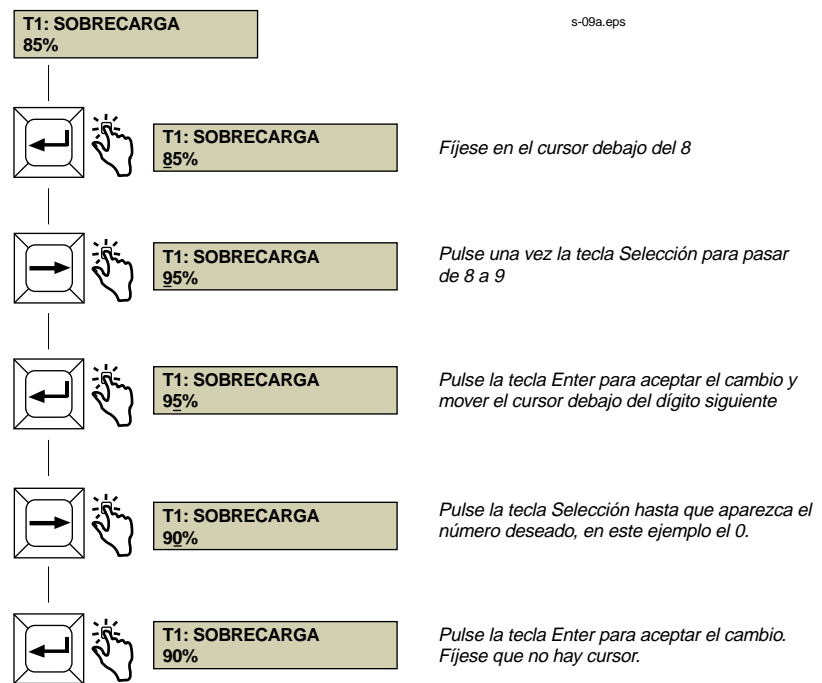 T1: SOBRECARGA
85%
s-09a.eps
T1: SOBRECARGA
85%
Fíjese en el cursor debajo del 8
T1: SOBRECARGA
95%
Pulse una vez la tecla Selección para pasar
de 8 a 9
T1: SOBRECARGA
95%
Pulse la tecla Enter para aceptar el cambio y
mover el cursor debajo del dígito siguiente
T1: SOBRECARGA
90%
Pulse la tecla Selección hasta que aparezca el
número deseado, en este ejemplo el 0.
T1: SOBRECARGA
90%
Pulse la tecla Enter para aceptar el cambio.
Fíjese que no hay cursor.